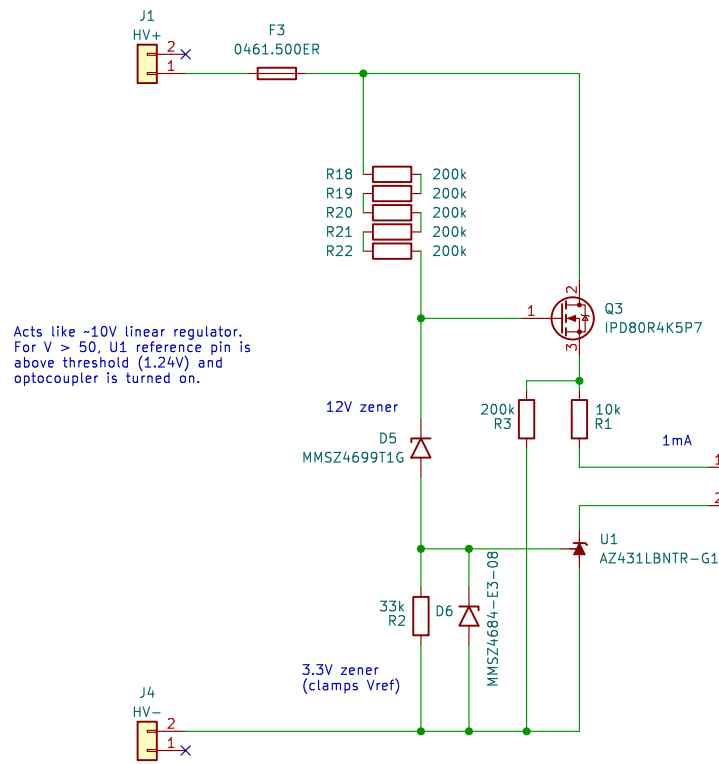 J1
HV+
2
1
F3
0461.500ER
R18 200k
R19 200k
R20 200k
R21 200k
R22 200k
2
1
3
Q3
IPD80R4K5P7
Acts like ~10V linear regulator.
For V > 50, U1 reference pin is
above threshold (1.24V) and
optocoupler is turned on.
12V zener
D5
MMSZ4699T1G
200k
R3
10k
R1
1mA
1
2
U1
AZ431LBNTR-G1
33k
R2
D6
MMSZ4684-E3-08
3.3V zener
(clamps Vref)
J4
HV-
2
1